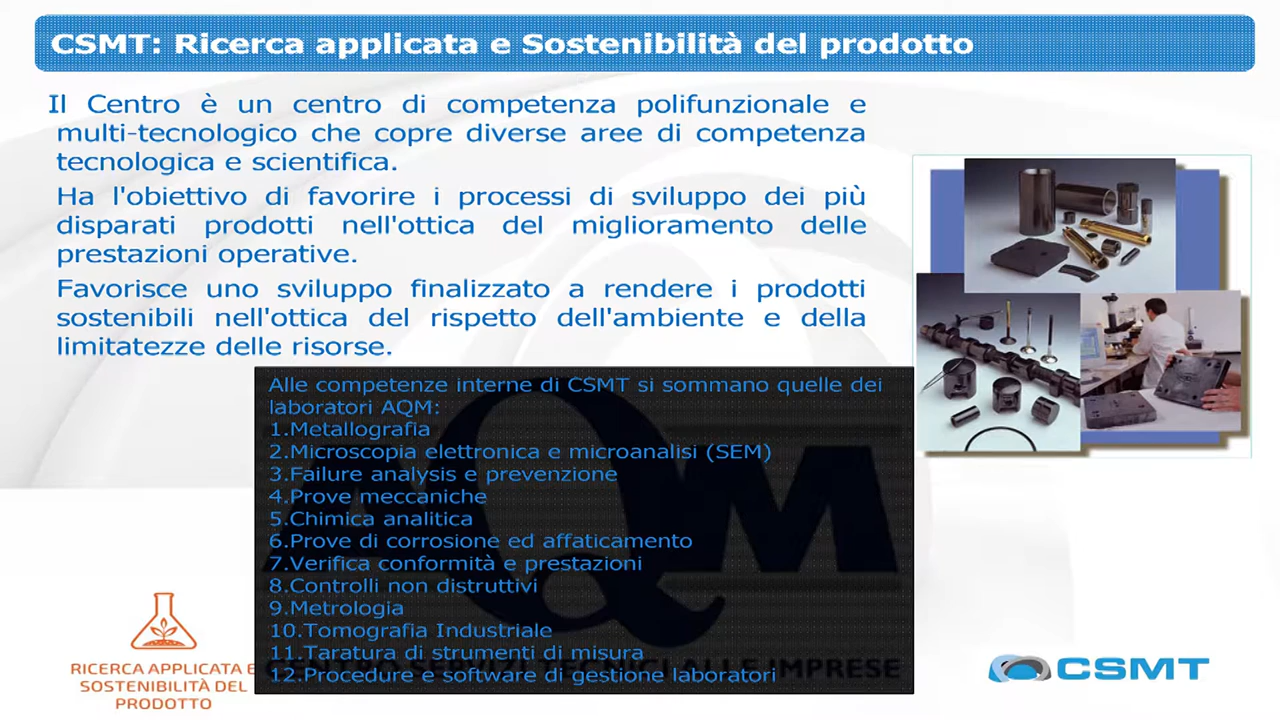 CSMT: Ricerca applicata e Sostenibilità del prodotto
Il Centro è un centro di competenza polifunzionale e
multi-tecnologico che copre diverse aree di competenza
tecnologica e scientifica.
Ha l'obiettivo di favorire i processi di sviluppo dei più
disparati prodotti nell'ottica del miglioramento delle
prestazioni operative.
Favorisce uno sviluppo finalizzato a rendere i prodotti
sostenibili nell'ottica del rispetto dell'ambiente e della
limitatezze delle risorse.
Alle competenze interne di CSMT si sommano quelle dei
laboratori AQM:
1.Metallografia
2.Microscopia elettronica e microanalisi (SEM)
3.Failure analysis e prevenzione
4.Prove meccaniche
5.Chimica analitica
6.Prove di corrosione ed affaticamento
7.Verifica conformità e prestazioni
8.Controlli non distruttivi
9.Metrologia
10.Tomografia Industriale
11.Taratura di strumenti di misura
12.Procedure e software di gestione laboratori
AQM
CENTRO SERVIZI TECNICI ALLE IMPRESE
RICERCA APPLICATA E
SOSTENIBILITÀ DEL
PRODOTTO
CSMT